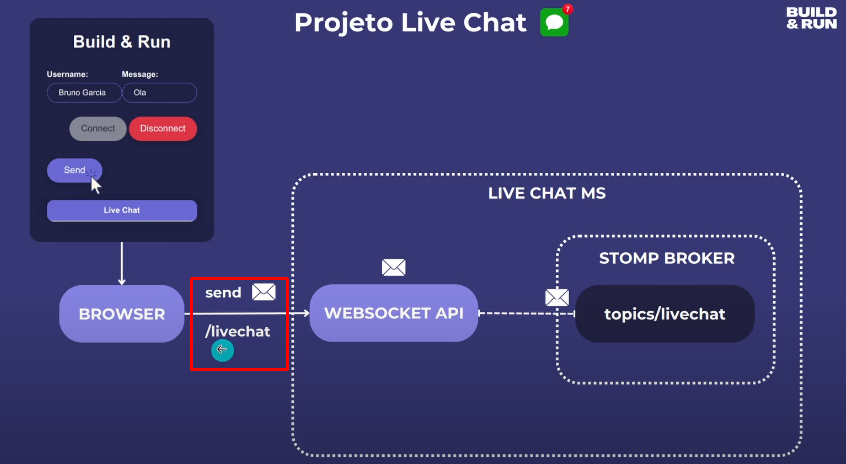 Projeto Live Chat
7
BUILD
& RUN
Build & Run
Username: Message:
Bruno Garcia Ola
Connect Disconnect
Send
Live Chat
LIVE CHAT MS
STOMP BROKER
send
BROWSER
WEBSOCKET API
topics/livechat
/livechat